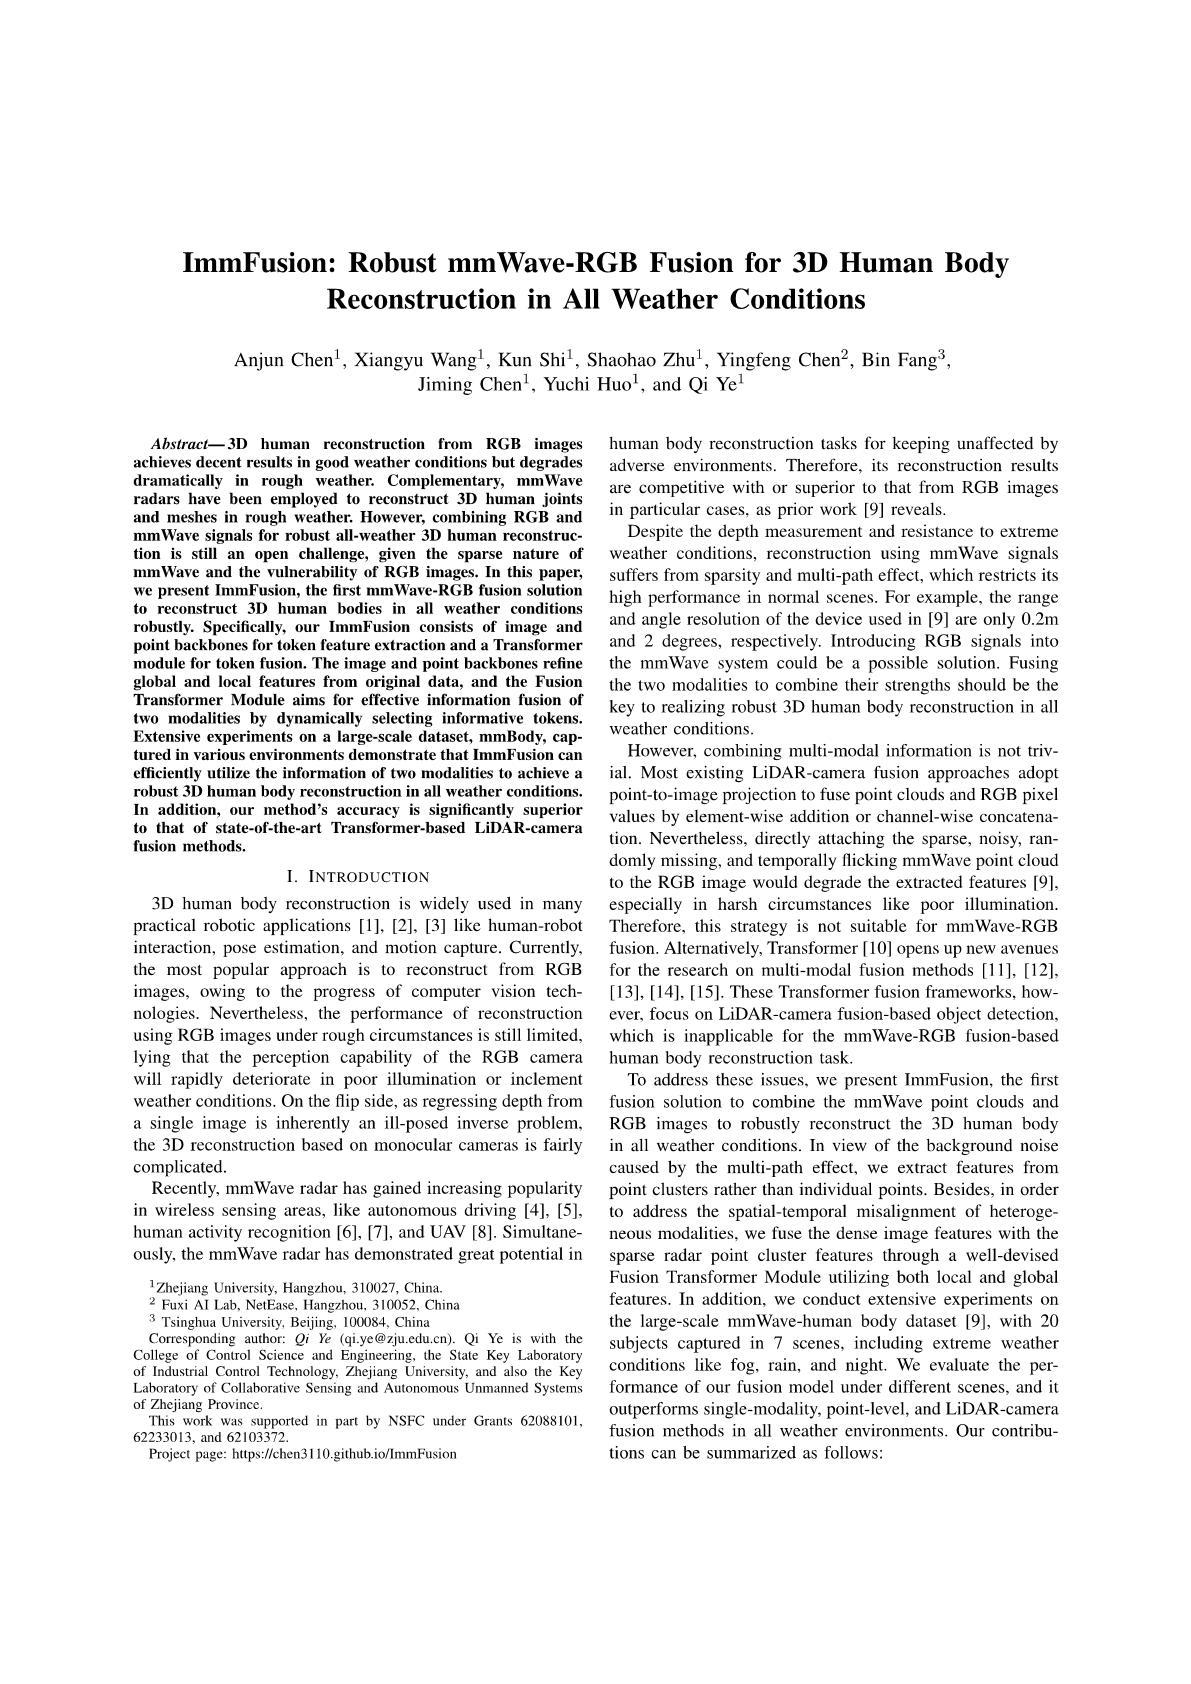 ImmFusion: Robust mmWave-RGB Fusion for 3D Human Body
Reconstruction in All Weather Conditions
Anjun Chen1, Xiangyu Wang1, Kun Shi1, Shaohao Zhu1, Yingfeng Chen2, Bin Fang3,
Jiming Chen1, Yuchi Huo1, and Qi Ye1
Abstract—3D human reconstruction from RGB images
achieves decent results in good weather conditions but degrades
dramatically in rough weather. Complementary, mmWave
radars have been employed to reconstruct 3D human joints
and meshes in rough weather. However, combining RGB and
mmWave signals for robust all-weather 3D human reconstruc-
tion is still an open challenge, given the sparse nature of
mmWave and the vulnerability of RGB images. In this paper,
we present ImmFusion, the first mmWave-RGB fusion solution
to reconstruct 3D human bodies in all weather conditions
robustly. Specifically, our ImmFusion consists of image and
point backbones for token feature extraction and a Transformer
module for token fusion. The image and point backbones refine
global and local features from original data, and the Fusion
Transformer Module aims for effective information fusion of
two modalities by dynamically selecting informative tokens.
Extensive experiments on a large-scale dataset, mmBody, cap-
tured in various environments demonstrate that ImmFusion can
efficiently utilize the information of two modalities to achieve a
robust 3D human body reconstruction in all weather conditions.
In addition, our method's accuracy is significantly superior
to that of state-of-the-art Transformer-based LiDAR-camera
fusion methods.
I. INTRODUCTION
3D human body reconstruction is widely used in many
practical robotic applications [1], [2], [3] like human-robot
interaction, pose estimation, and motion capture. Currently,
the most popular approach is to reconstruct from RGB
images, owing to the progress of computer vision tech-
nologies. Nevertheless, the performance of reconstruction
using RGB images under rough circumstances is still limited,
lying that the perception capability of the RGB camera
will rapidly deteriorate in poor illumination or inclement
weather conditions. On the flip side, as regressing depth from
a single image is inherently an ill-posed inverse problem,
the 3D reconstruction based on monocular cameras is fairly
complicated.
Recently, mmWave radar has gained increasing popularity
in wireless sensing areas, like autonomous driving [4], [5],
human activity recognition [6], [7], and UAV [8]. Simultane-
ously, the mmWave radar has demonstrated great potential in
1Zhejiang University, Hangzhou, 310027, China.
2 Fuxi AI Lab, NetEase, Hangzhou, 310052, China
3 Tsinghua University, Beijing, 100084, China
Corresponding author: Qi Ye (qi.ye@zju.edu.cn). Qi Ye is with the
College of Control Science and Engineering, the State Key Laboratory
of Industrial Control Technology, Zhejiang University, and also the Key
Laboratory of Collaborative Sensing and Autonomous Unmanned Systems
of Zhejiang Province.
This work was supported in part by NSFC under Grants 62088101,
62233013, and 62103372.
Project page: https://chen3110.github.io/ImmFusion
human body reconstruction tasks for keeping unaffected by
adverse environments. Therefore, its reconstruction results
are competitive with or superior to that from RGB images
in particular cases, as prior work [9] reveals.
Despite the depth measurement and resistance to extreme
weather conditions, reconstruction using mmWave signals
suffers from sparsity and multi-path effect, which restricts its
high performance in normal scenes. For example, the range
and angle resolution of the device used in [9] are only 0.2m
and 2 degrees, respectively. Introducing RGB signals into
the mmWave system could be a possible solution. Fusing
the two modalities to combine their strengths should be the
key to realizing robust 3D human body reconstruction in all
weather conditions.
However, combining multi-modal information is not triv-
ial. Most existing LiDAR-camera fusion approaches adopt
point-to-image projection to fuse point clouds and RGB pixel
values by element-wise addition or channel-wise concatena-
tion. Nevertheless, directly attaching the sparse, noisy, ran-
domly missing, and temporally flicking mmWave point cloud
to the RGB image would degrade the extracted features [9],
especially in harsh circumstances like poor illumination.
Therefore, this strategy is not suitable for mmWave-RGB
fusion. Alternatively, Transformer [10] opens up new avenues
for the research on multi-modal fusion methods [11], [12],
[13], [14], [15]. These Transformer fusion frameworks, how-
ever, focus on LiDAR-camera fusion-based object detection,
which is inapplicable for the mmWave-RGB fusion-based
human body reconstruction task.
To address these issues, we present ImmFusion, the first
fusion solution to combine the mmWave point clouds and
RGB images to robustly reconstruct the 3D human body
in all weather conditions. In view of the background noise
caused by the multi-path effect, we extract features from
point clusters rather than individual points. Besides, in order
to address the spatial-temporal misalignment of heteroge-
neous modalities, we fuse the dense image features with the
sparse radar point cluster features through a well-devised
Fusion Transformer Module utilizing both local and global
features. In addition, we conduct extensive experiments on
the large-scale mmWave-human body dataset [9], with 20
subjects captured in 7 scenes, including extreme weather
conditions like fog, rain, and night. We evaluate the per-
formance of our fusion model under different scenes, and it
outperforms single-modality, point-level, and LiDAR-camera
fusion methods in all weather environments. Our contribu-
tions can be summarized as follows: